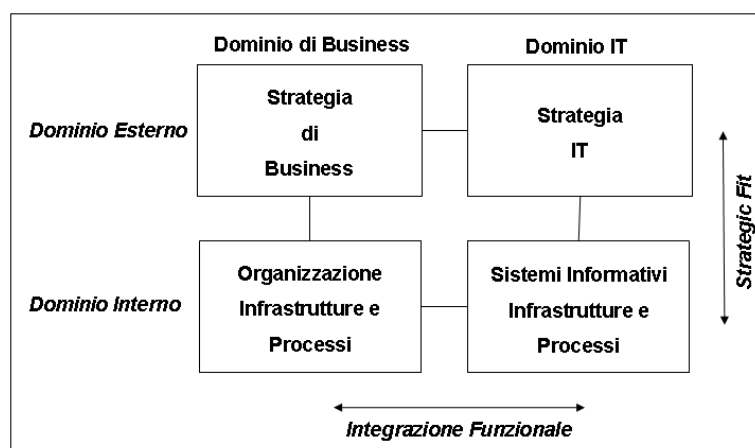 Dominio di Business
Dominio IT
Dominio Esterno
Strategia
di
Business
Strategia
IT
Strategic Fit
Dominio Interno
Organizzazione
Infrastrutture e
Processi
Sistemi Informativi
Infrastrutture e
Processi
Integrazione Funzionale